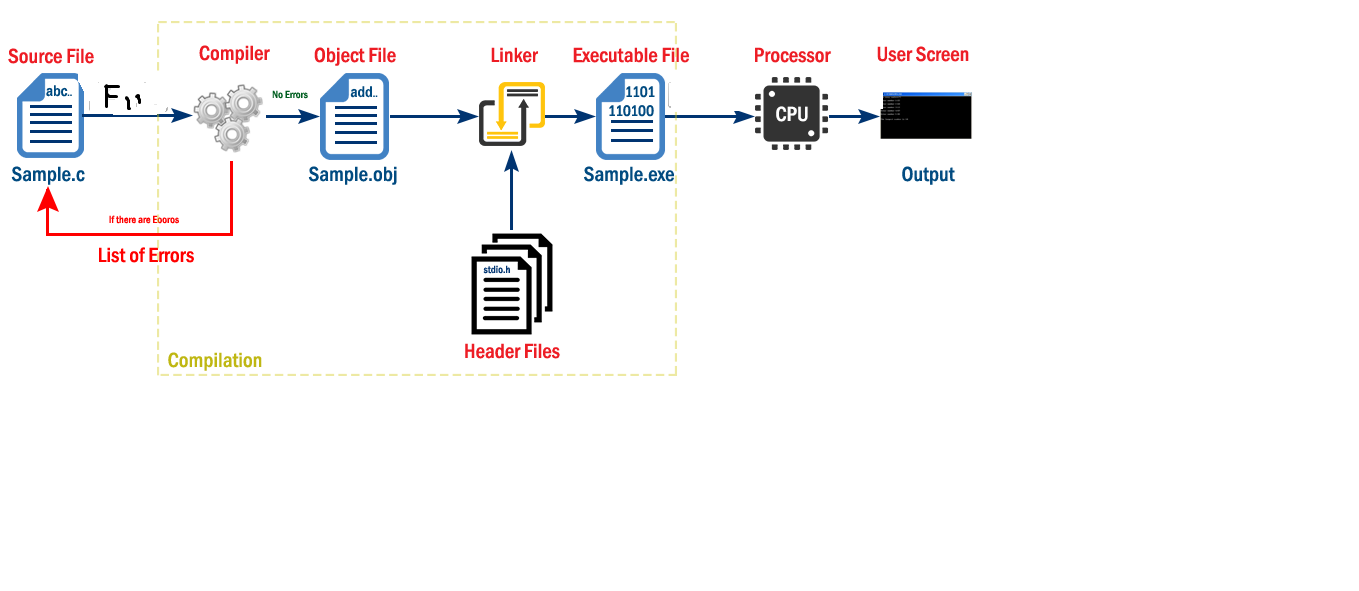 Source File
Compiler
Object File
Linker
Executable File
Processor
User Screen
abc..
No Errors
add..
1101
110100
CPU
Sample.c
Sample.obj
Sample.exe
Output
If there are Eooros
List of Errors
stdio.h
Header Files
Compilation